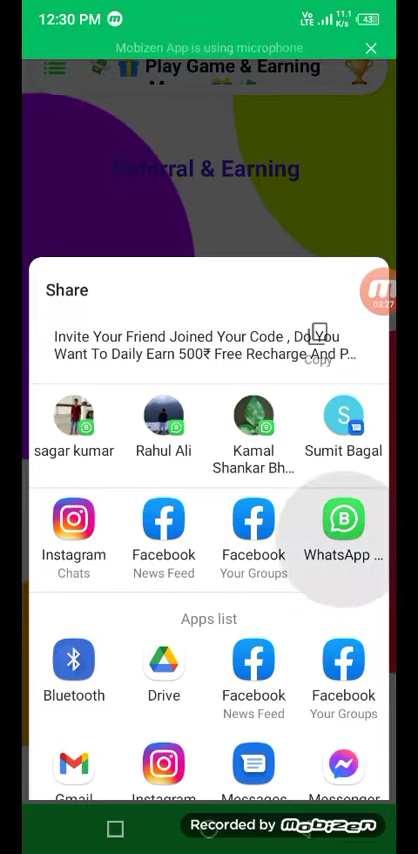 12:30 PM
Vo LTE
11.1 K/s
43
Mobizen App is using microphone
Play Game & Earning
Referral & Earning
Share
03:27
Invite Your Friend Joined Your Code , Do You
Want To Daily Earn 500₹ Free Recharge And P...
Copy
sagar kumar
Rahul Ali
Kamal
Shankar Bh...
S
Sumit Bagal
Instagram
Chats
Facebook
News Feed
Facebook
Your Groups
WhatsApp ...
Apps list
Bluetooth
Drive
Facebook
News Feed
Facebook
Your Groups
Gmail
Instagram
Messages
Messenger
Recorded by mobizen